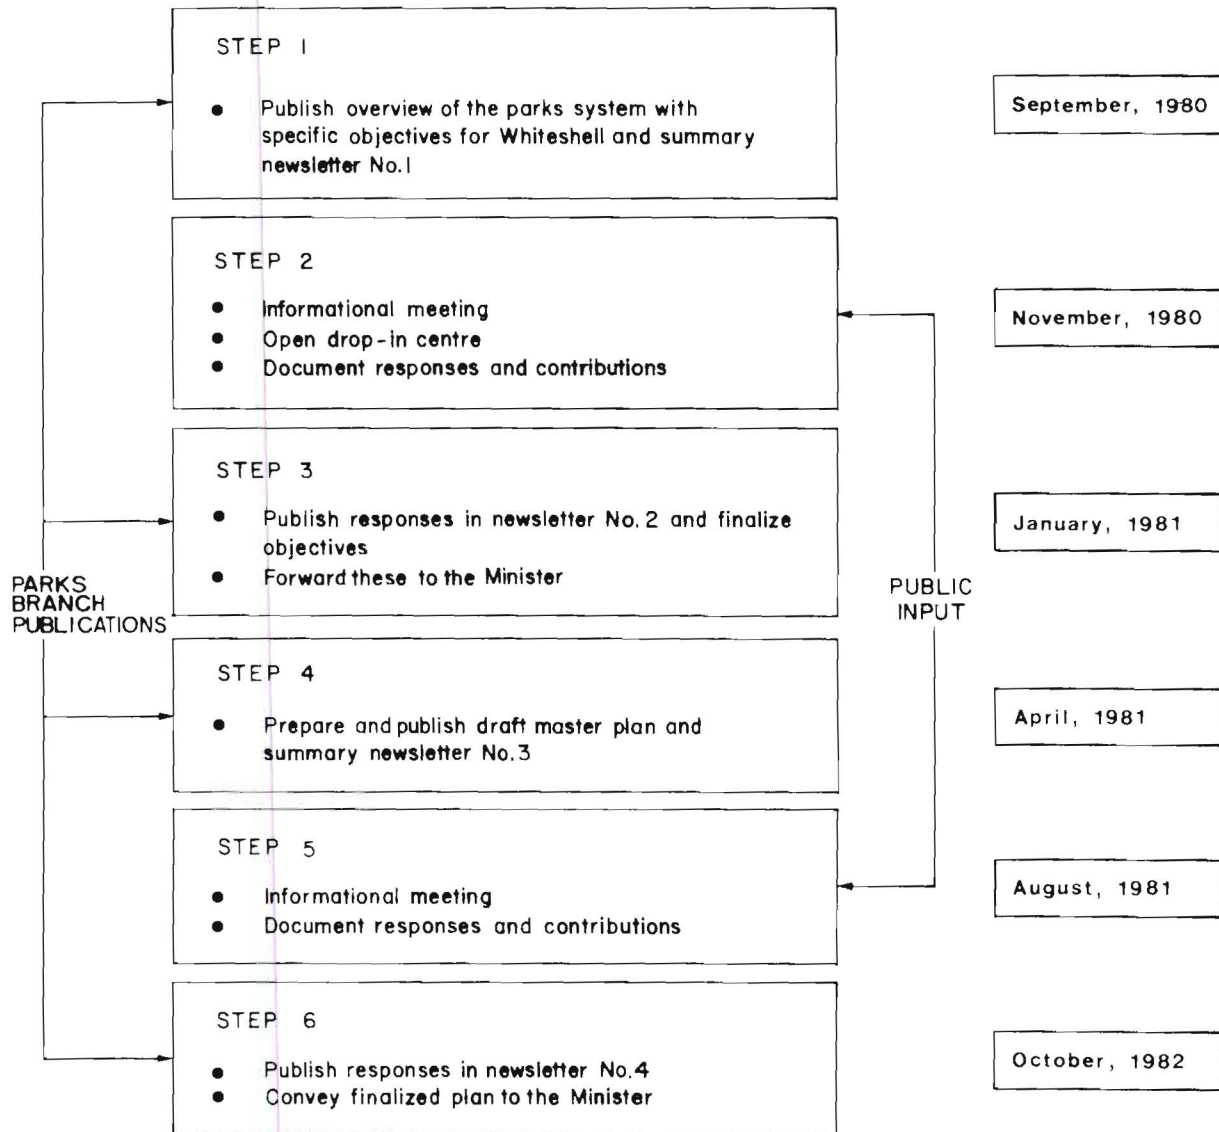 STEP 1
● Publish overview of the parks system with
specific objectives for Whiteshell and summary
newsletter No.1
September, 1980
STEP 2
● Informational meeting
● Open drop-in centre
● Document responses and contributions
November, 1980
STEP 3
● Publish responses in newsletter No.2 and finalize
objectives
● Forward these to the Minister
January, 1981
PARKS
BRANCH
PUBLICATIONS
PUBLIC
INPUT
STEP 4
● Prepare and publish draft master plan and
summary newsletter No.3
April, 1981
STEP 5
● Informational meeting
● Document responses and contributions
August, 1981
STEP 6
● Publish responses in newsletter No.4
● Convey finalized plan to the Minister
October, 1982